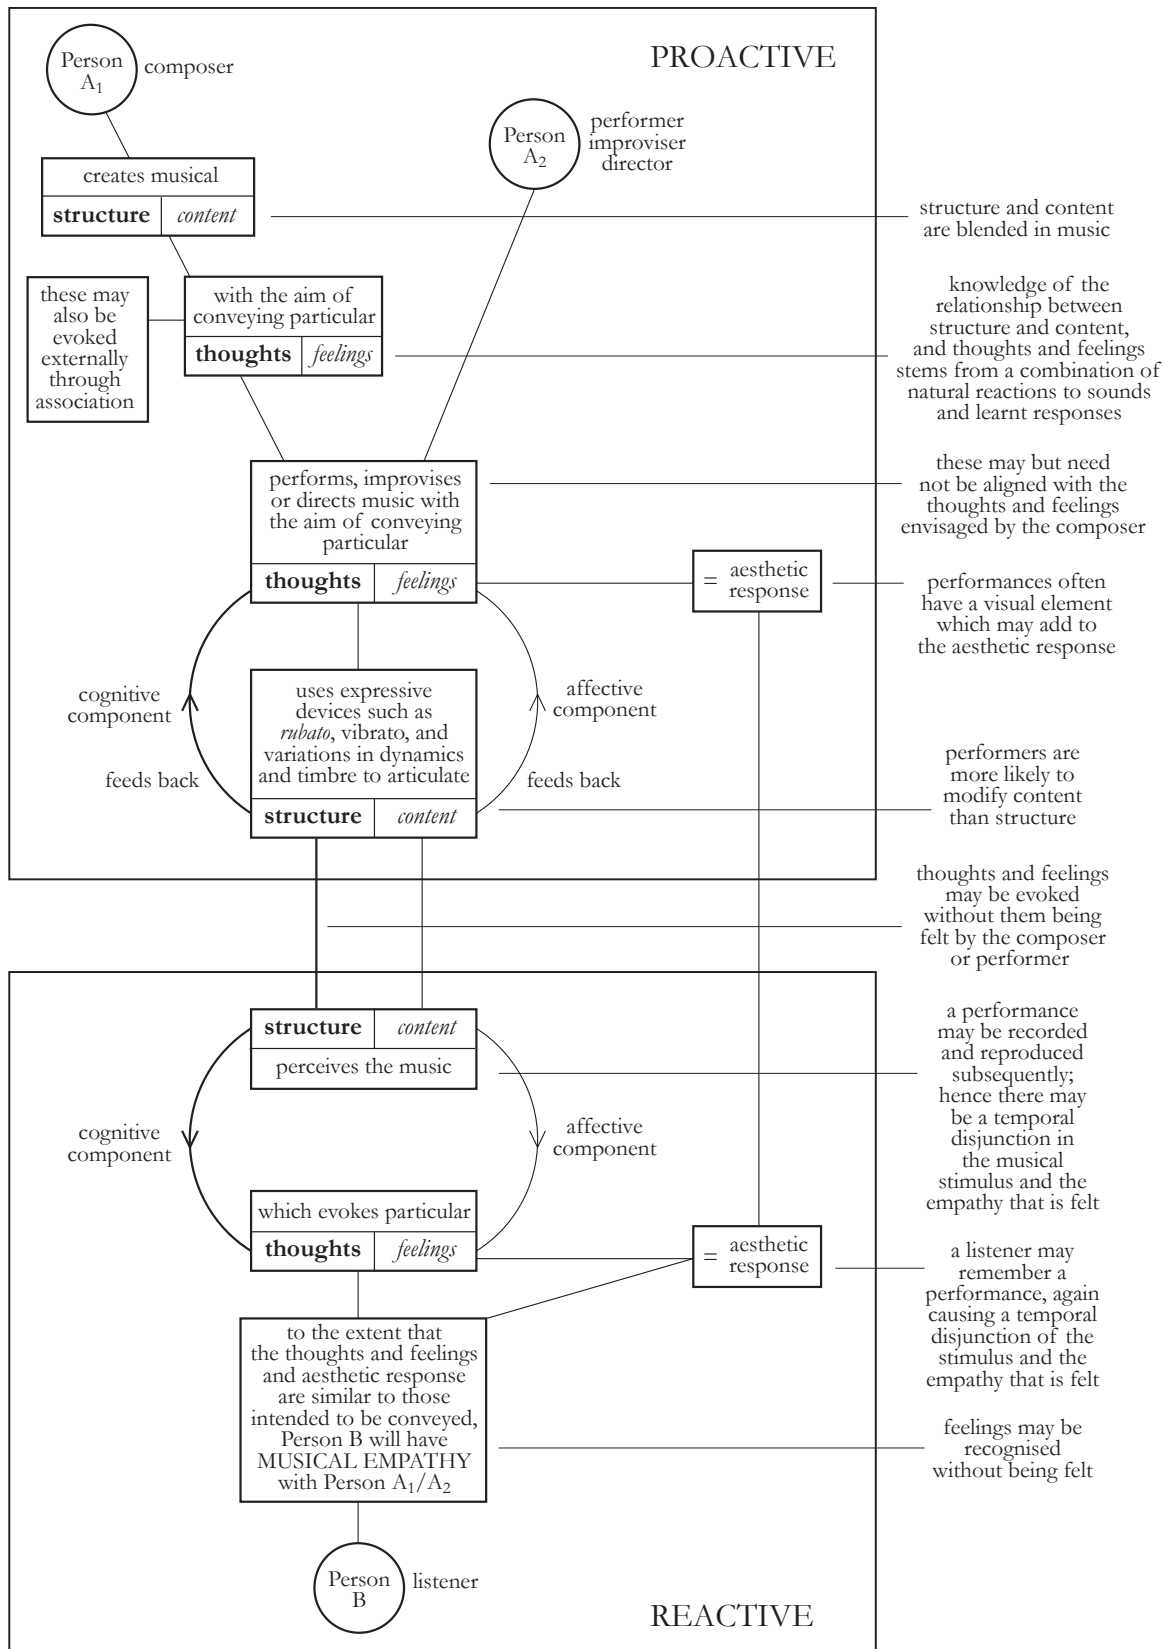 PROACTIVE
Person
A₁
composer
Person
A₂
performer
improviser
director
creates musical
structure
content
structure and content
are blended in music
these may
also be
evoked
externally
through
association
with the aim of
conveying particular
thoughts
feelings
knowledge of the
relationship between
structure and content,
and thoughts and feelings
stems from a combination of
natural reactions to sounds
and learnt responses
performs, improvises
or directs music with
the aim of conveying
particular
thoughts
feelings
these may but need
not be aligned with the
thoughts and feelings
envisaged by the composer
= aesthetic
response
performances often
have a visual element
which may add to
the aesthetic response
cognitive
component
feeds back
uses expressive
devices such as
rubato, vibrato, and
variations in dynamics
and timbre to articulate
structure
content
affective
component
feeds back
performers are
more likely to
modify content
than structure
thoughts and feelings
may be evoked
without them being
felt by the composer
or performer
structure
content
perceives the music
a performance
may be recorded
and reproduced
subsequently;
hence there may
be a temporal
disjunction in
the musical
stimulus and the
empathy that is felt
cognitive
component
affective
component
which evokes particular
thoughts
feelings
= aesthetic
response
a listener may
remember a
performance, again
causing a temporal
disjunction of the
stimulus and the
empathy that is felt
to the extent that
the thoughts and feelings
and aesthetic response
are similar to those
intended to be conveyed,
Person B will have
MUSICAL EMPATHY
with Person A₁/A₂
feelings may be
recognised
without being felt
Person
B
listener
REACTIVE